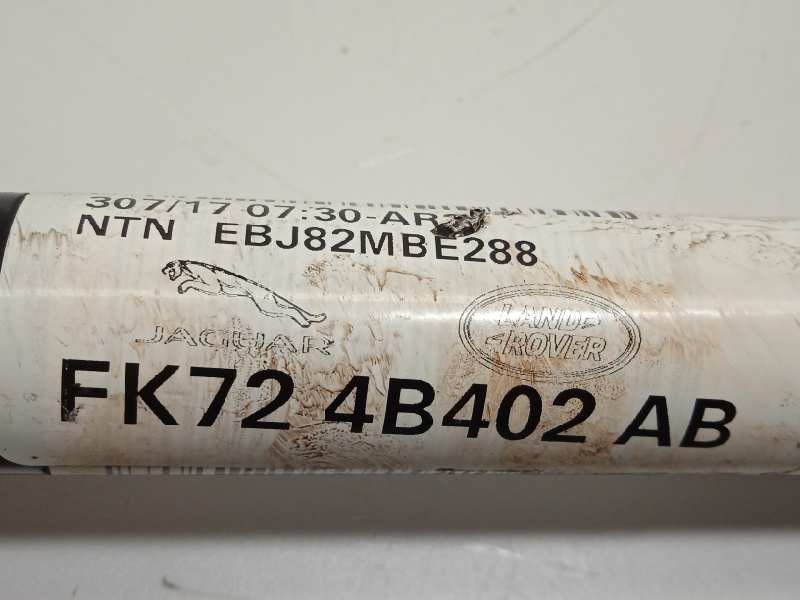 307/17 07:30-AR
NTN EBJ82MBE288
JAGUAR
LAND-
ROVER
FK72 4B402 AB